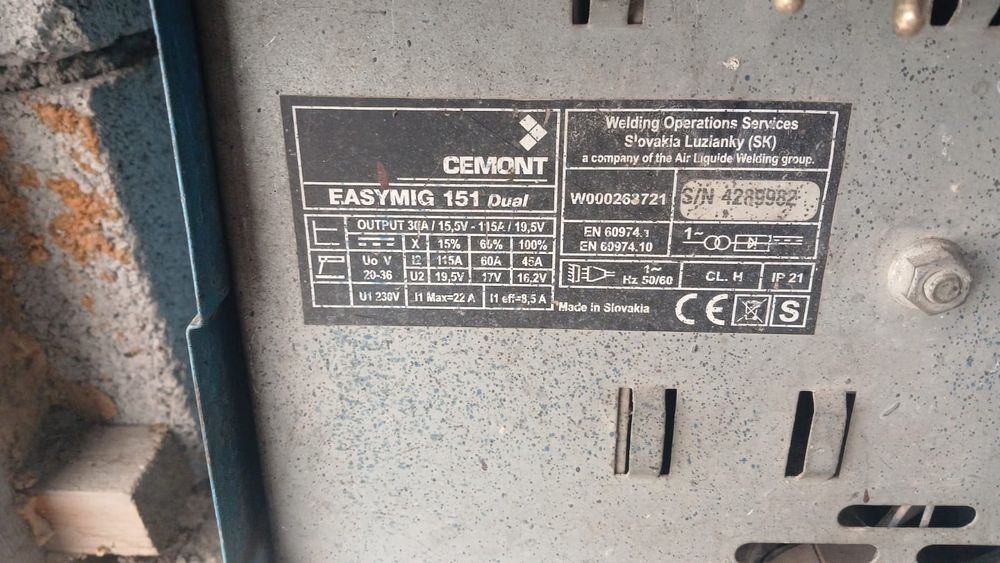 CEMONT
EASYMIG 151 Dual
OUTPUT 30A / 15,5V - 115A / 19,5V
X 15% 60% 100%
Uo V I2 115A 60A 45A
20-36 U2 19,5V 17V 16,2V
U1 230V I1 Max=22 A I1 eff=8,5 A
Welding Operations Services
Slovakia Luzianky (SK)
a company of the Air Liquide Welding group.
W000263721 S/N 4289982
EN 60974.1
EN 60974.10
1~
1~
Hz 50/60
CL. H
IP 21
Made in Slovakia
CE
S